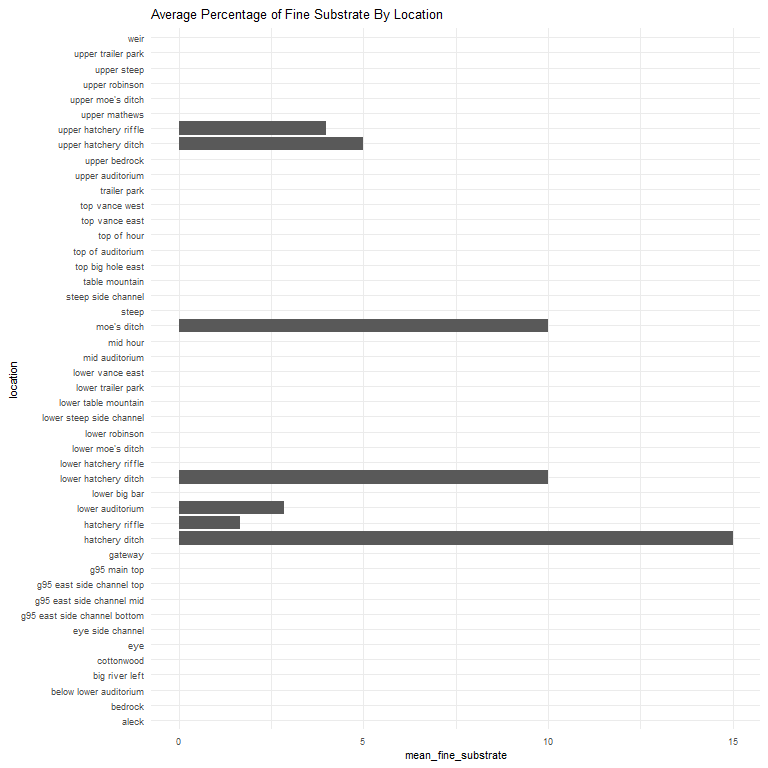 Average Percentage of Fine Substrate By Location
weir
upper trailer park
upper steep
upper robinson
upper moe's ditch
upper mathews
upper hatchery riffle
upper hatchery ditch
upper bedrock
upper auditorium
trailer park
top vance west
top vance east
top of hour
top of auditorium
top big hole east
table mountain
steep side channel
steep
moe's ditch
mid hour
mid auditorium
lower vance east
lower trailer park
lower table mountain
lower steep side channel
lower robinson
lower moe's ditch
lower hatchery riffle
lower hatchery ditch
lower big bar
lower auditorium
hatchery riffle
hatchery ditch
gateway
g95 main top
g95 east side channel top
g95 east side channel mid
g95 east side channel bottom
eye side channel
eye
cottonwood
big river left
below lower auditorium
bedrock
aleck
location
0 5 10 15
mean_fine_substrate